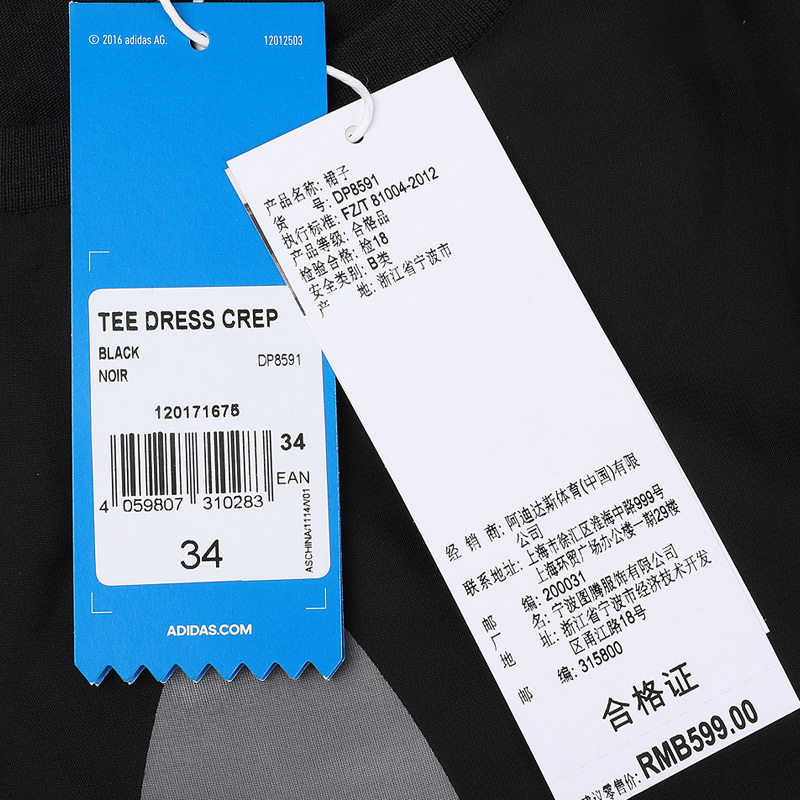 © 2016 adidas AG.
12012503
TEE DRESS CREP
BLACK
NOIR
DP8591
120171675
34
EAN
4 059807 310283
34
ASCHINA/1114/V01
ADIDAS.COM
产品名称: 裙子
货 号: DP8591
执行标准: FZ/T 81004-2012
产品等级: 合格品
检验合格: 检18
安全类别: B类
产 地: 浙江省宁波市
经 销 商: 阿迪达斯体育(中国)有限
公司
联系地址: 上海市徐汇区淮海中路999号
上海环贸广场办公楼一期29楼
邮 编: 200031
厂 名: 宁波图腾服饰有限公司
地 址: 浙江省宁波市经济技术开发
区甬江路18号
邮 编: 315800
合格证
建议零售价: RMB599.00